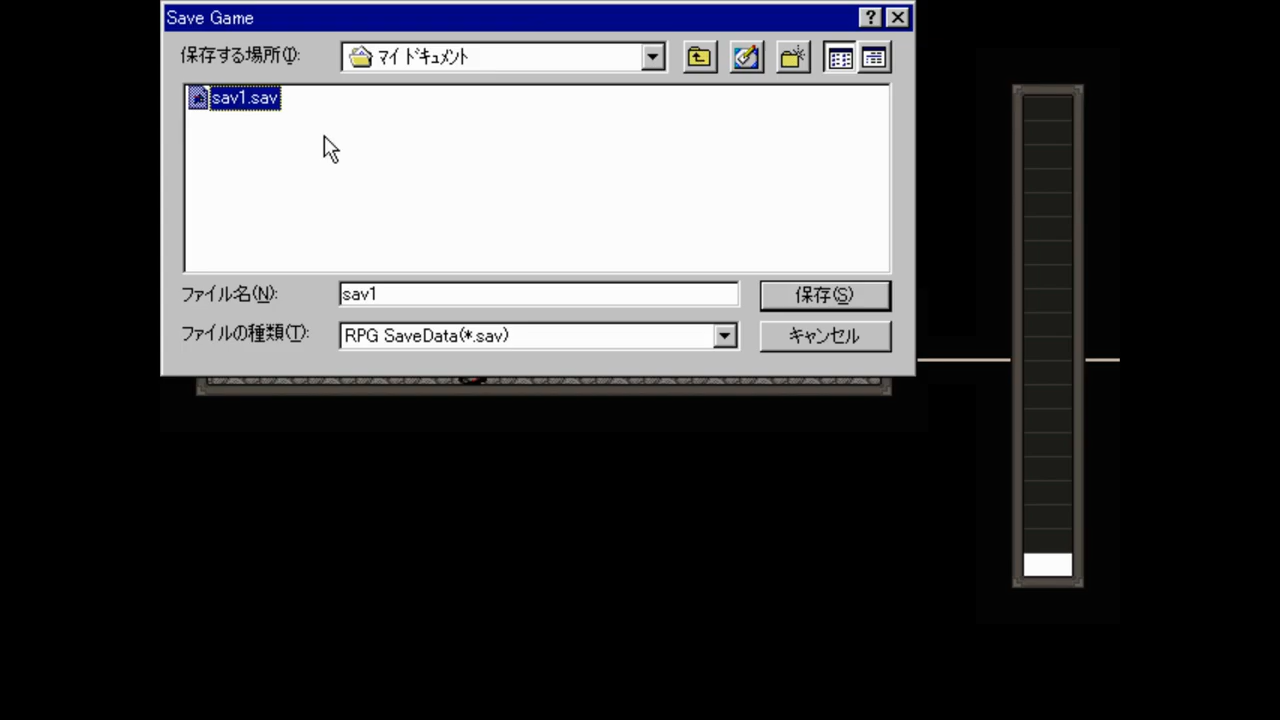 Save Game
保存する場所(I):
マイ ドキュメント
sav1.sav
ファイル名(N):
sav1
保存(S)
ファイルの種類(T):
RPG SaveData(*.sav)
キャンセル